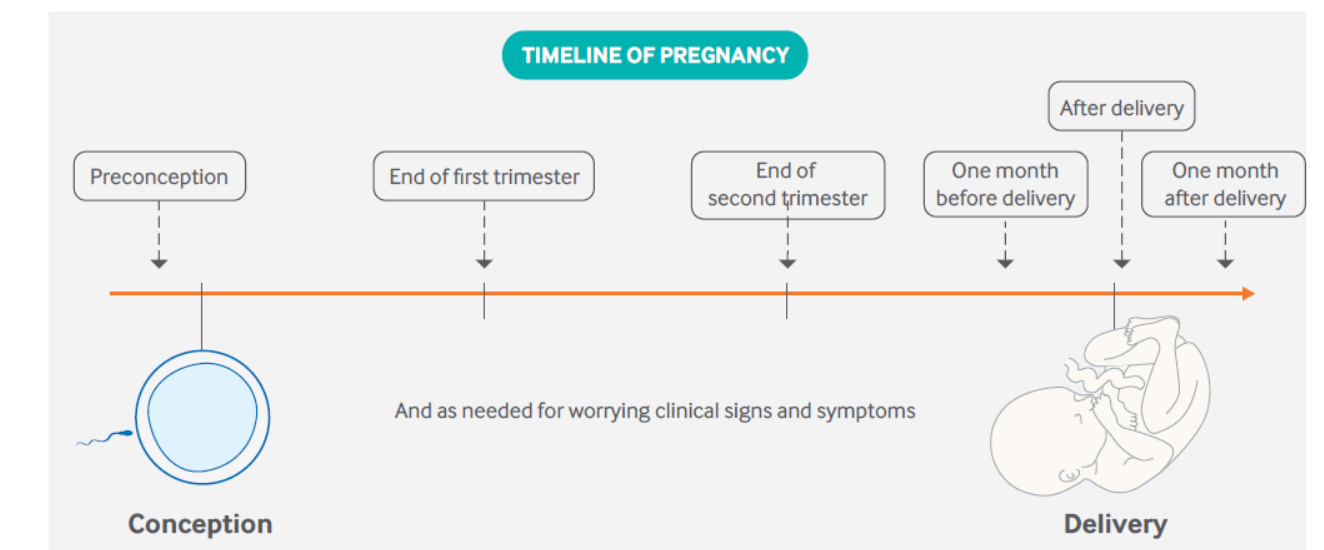 TIMELINE OF PREGNANCY
After delivery
Preconception
End of first trimester
End of
second trimester
One month
before delivery
One month
after delivery
And as needed for worrying clinical signs and symptoms
Conception
Delivery